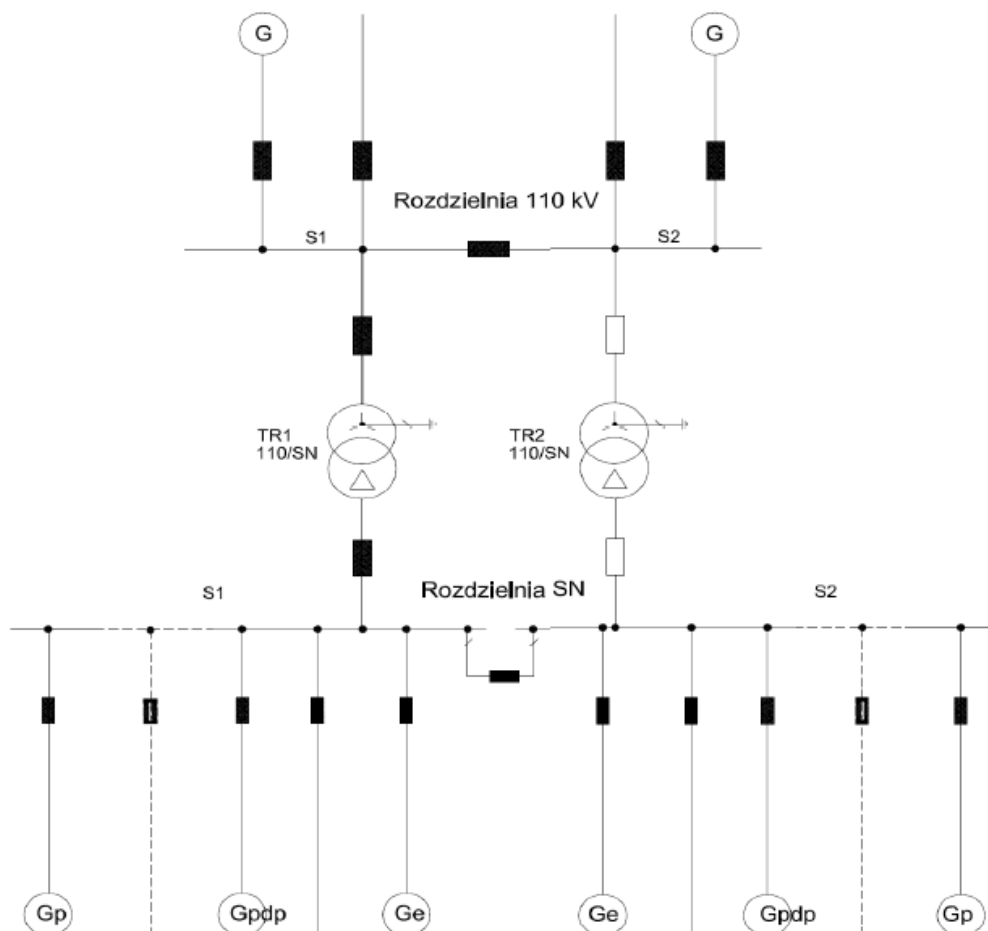 G
G
Rozdzielnia 110 kV
S1
S2
TR1
110/SN
TR2
110/SN
S1
Rozdzielnia SN
S2
Gp
Gpdp
Ge
Ge
Gpdp
Gp